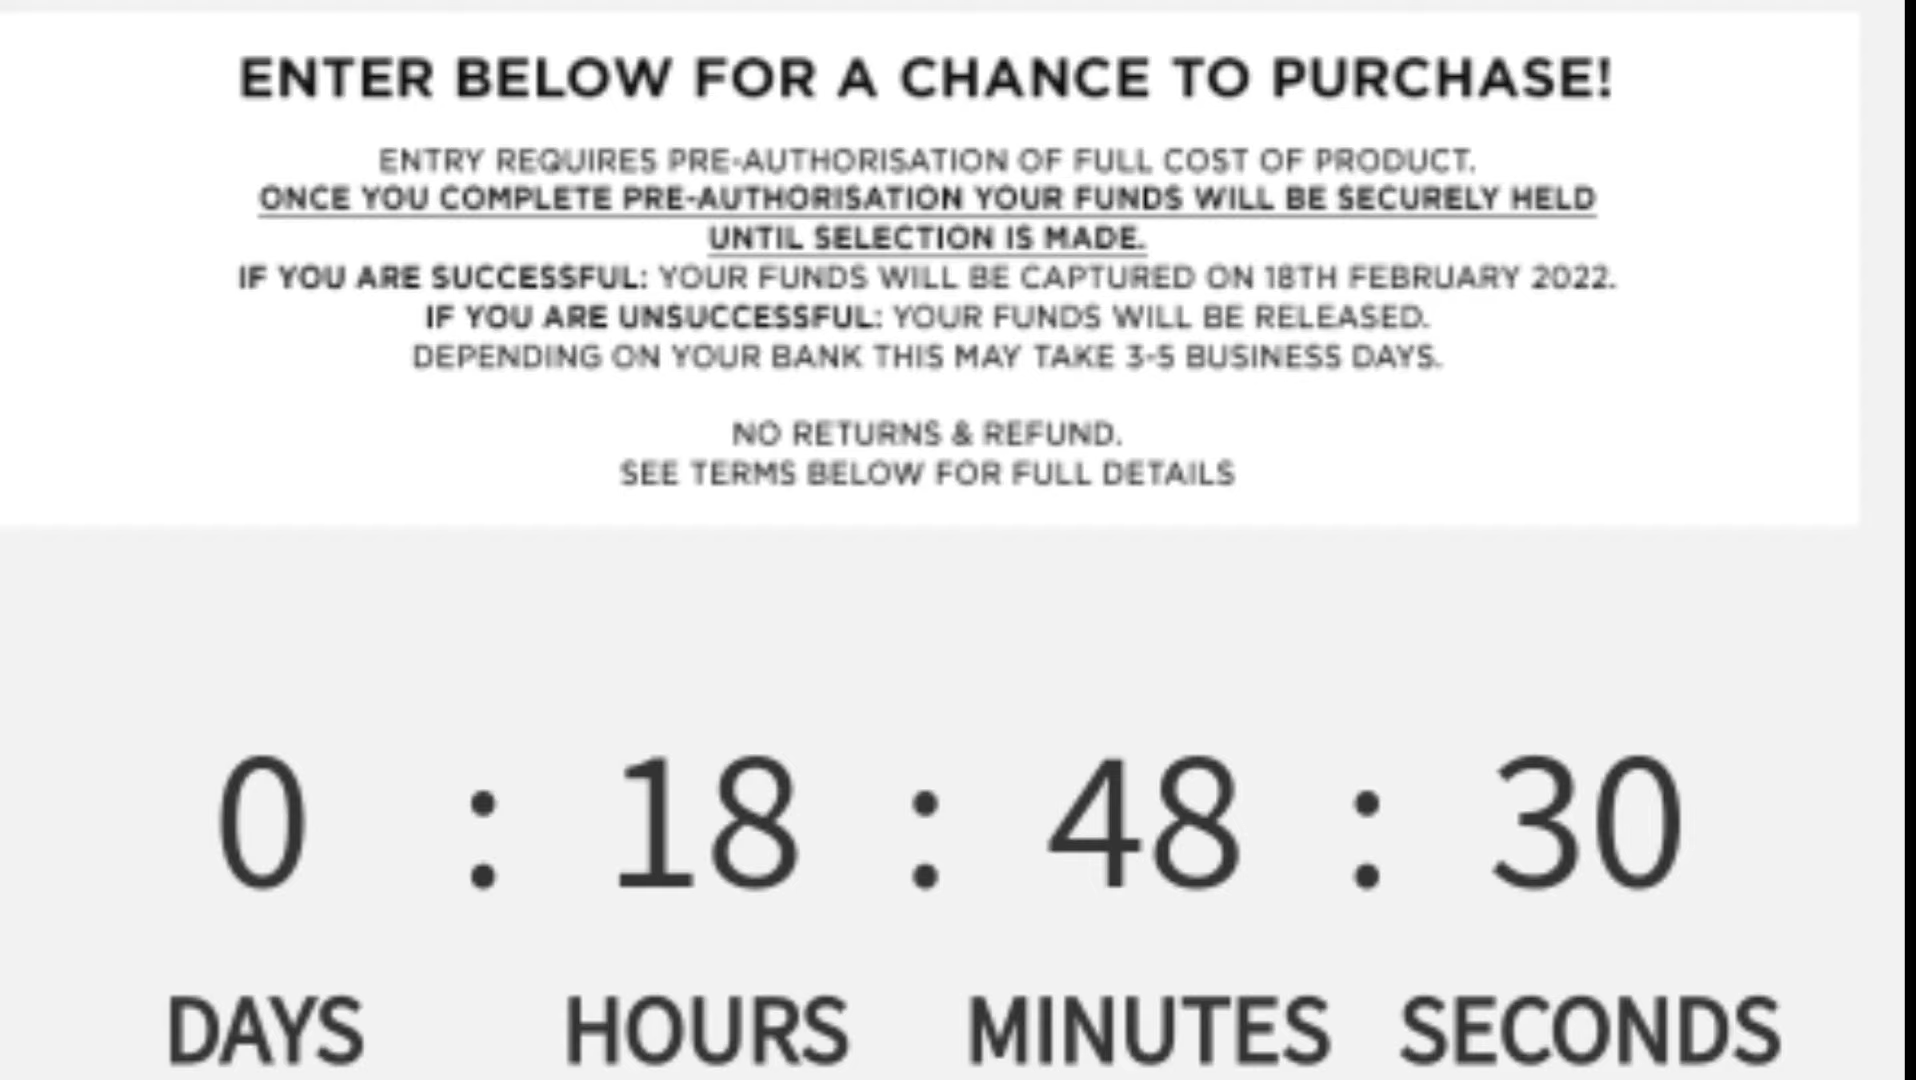 ENTER BELOW FOR A CHANCE TO PURCHASE!
ENTRY REQUIRES PRE-AUTHORISATION OF FULL COST OF PRODUCT.
ONCE YOU COMPLETE PRE-AUTHORISATION YOUR FUNDS WILL BE SECURELY HELD
UNTIL SELECTION IS MADE.
IF YOU ARE SUCCESSFUL: YOUR FUNDS WILL BE CAPTURED ON 18TH FEBRUARY 2022.
IF YOU ARE UNSUCCESSFUL: YOUR FUNDS WILL BE RELEASED.
DEPENDING ON YOUR BANK THIS MAY TAKE 3-5 BUSINESS DAYS.
NO RETURNS & REFUND.
SEE TERMS BELOW FOR FULL DETAILS
0 : 18 : 48 : 30
DAYS HOURS MINUTES SECONDS